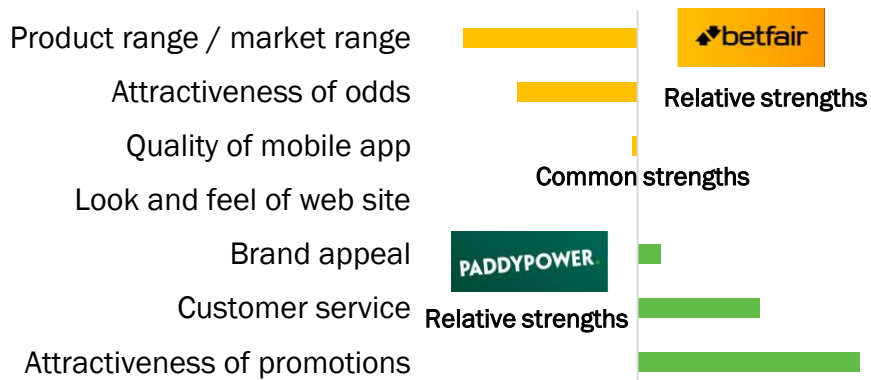 Product range / market range
betfair
Attractiveness of odds
Relative strengths
Quality of mobile app
Common strengths
Look and feel of web site
Brand appeal
PADDYPOWER.
Customer service
Relative strengths
Attractiveness of promotions